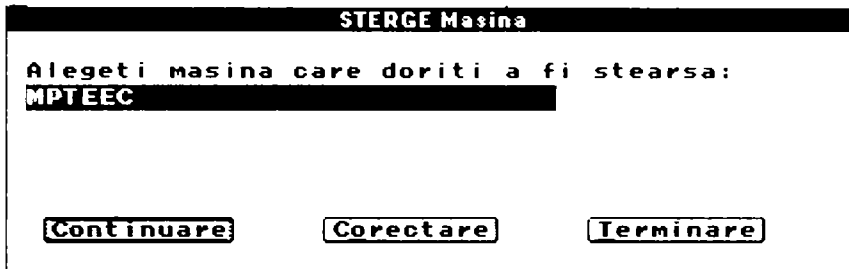 STERGE Masina
Alegeti masina care doriti a fi stearsa:
MPTEEC
Continuare Corectare Terminare